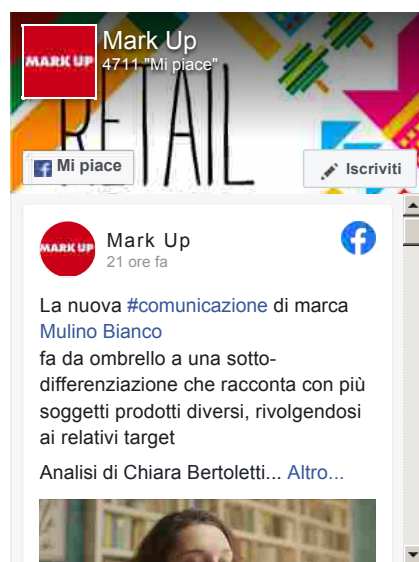 Mark Up
MARK UP
4711 "Mi piace"
RETAIL
Mi piace
Iscriviti
MARK UP
Mark Up
21 ore fa
La nuova #comunicazione di marca
Mulino Bianco
fa da ombrello a una sotto-
differenziazione che racconta con più
soggetti prodotti diversi, rivolgendosi
ai relativi target
Analisi di Chiara Bertoletti... Altro...